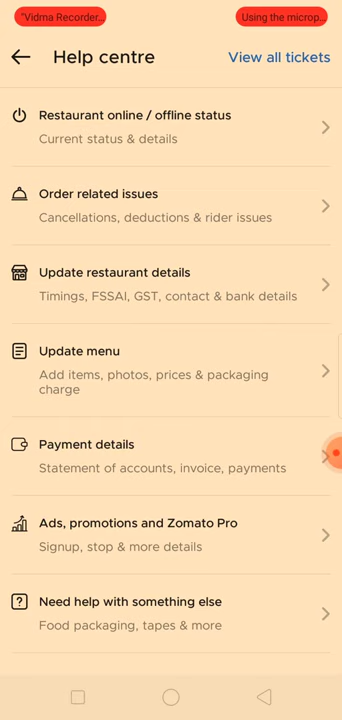 "Vidma Recorder...
Using the microp...
Help centre
View all tickets
Restaurant online / offline status
Current status & details
Order related issues
Cancellations, deductions & rider issues
Update restaurant details
Timings, FSSAI, GST, contact & bank details
Update menu
Add items, photos, prices & packaging
charge
Payment details
Statement of accounts, invoice, payments
Ads, promotions and Zomato Pro
Signup, stop & more details
Need help with something else
Food packaging, tapes & more